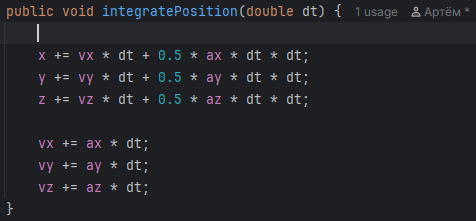 public void integratePosition(double dt) { 1 usage Артём *
x += vx * dt + 0.5 * ax * dt * dt;
y += vy * dt + 0.5 * ay * dt * dt;
z += vz * dt + 0.5 * az * dt * dt;
vx += ax * dt;
vy += ay * dt;
vz += az * dt;
}